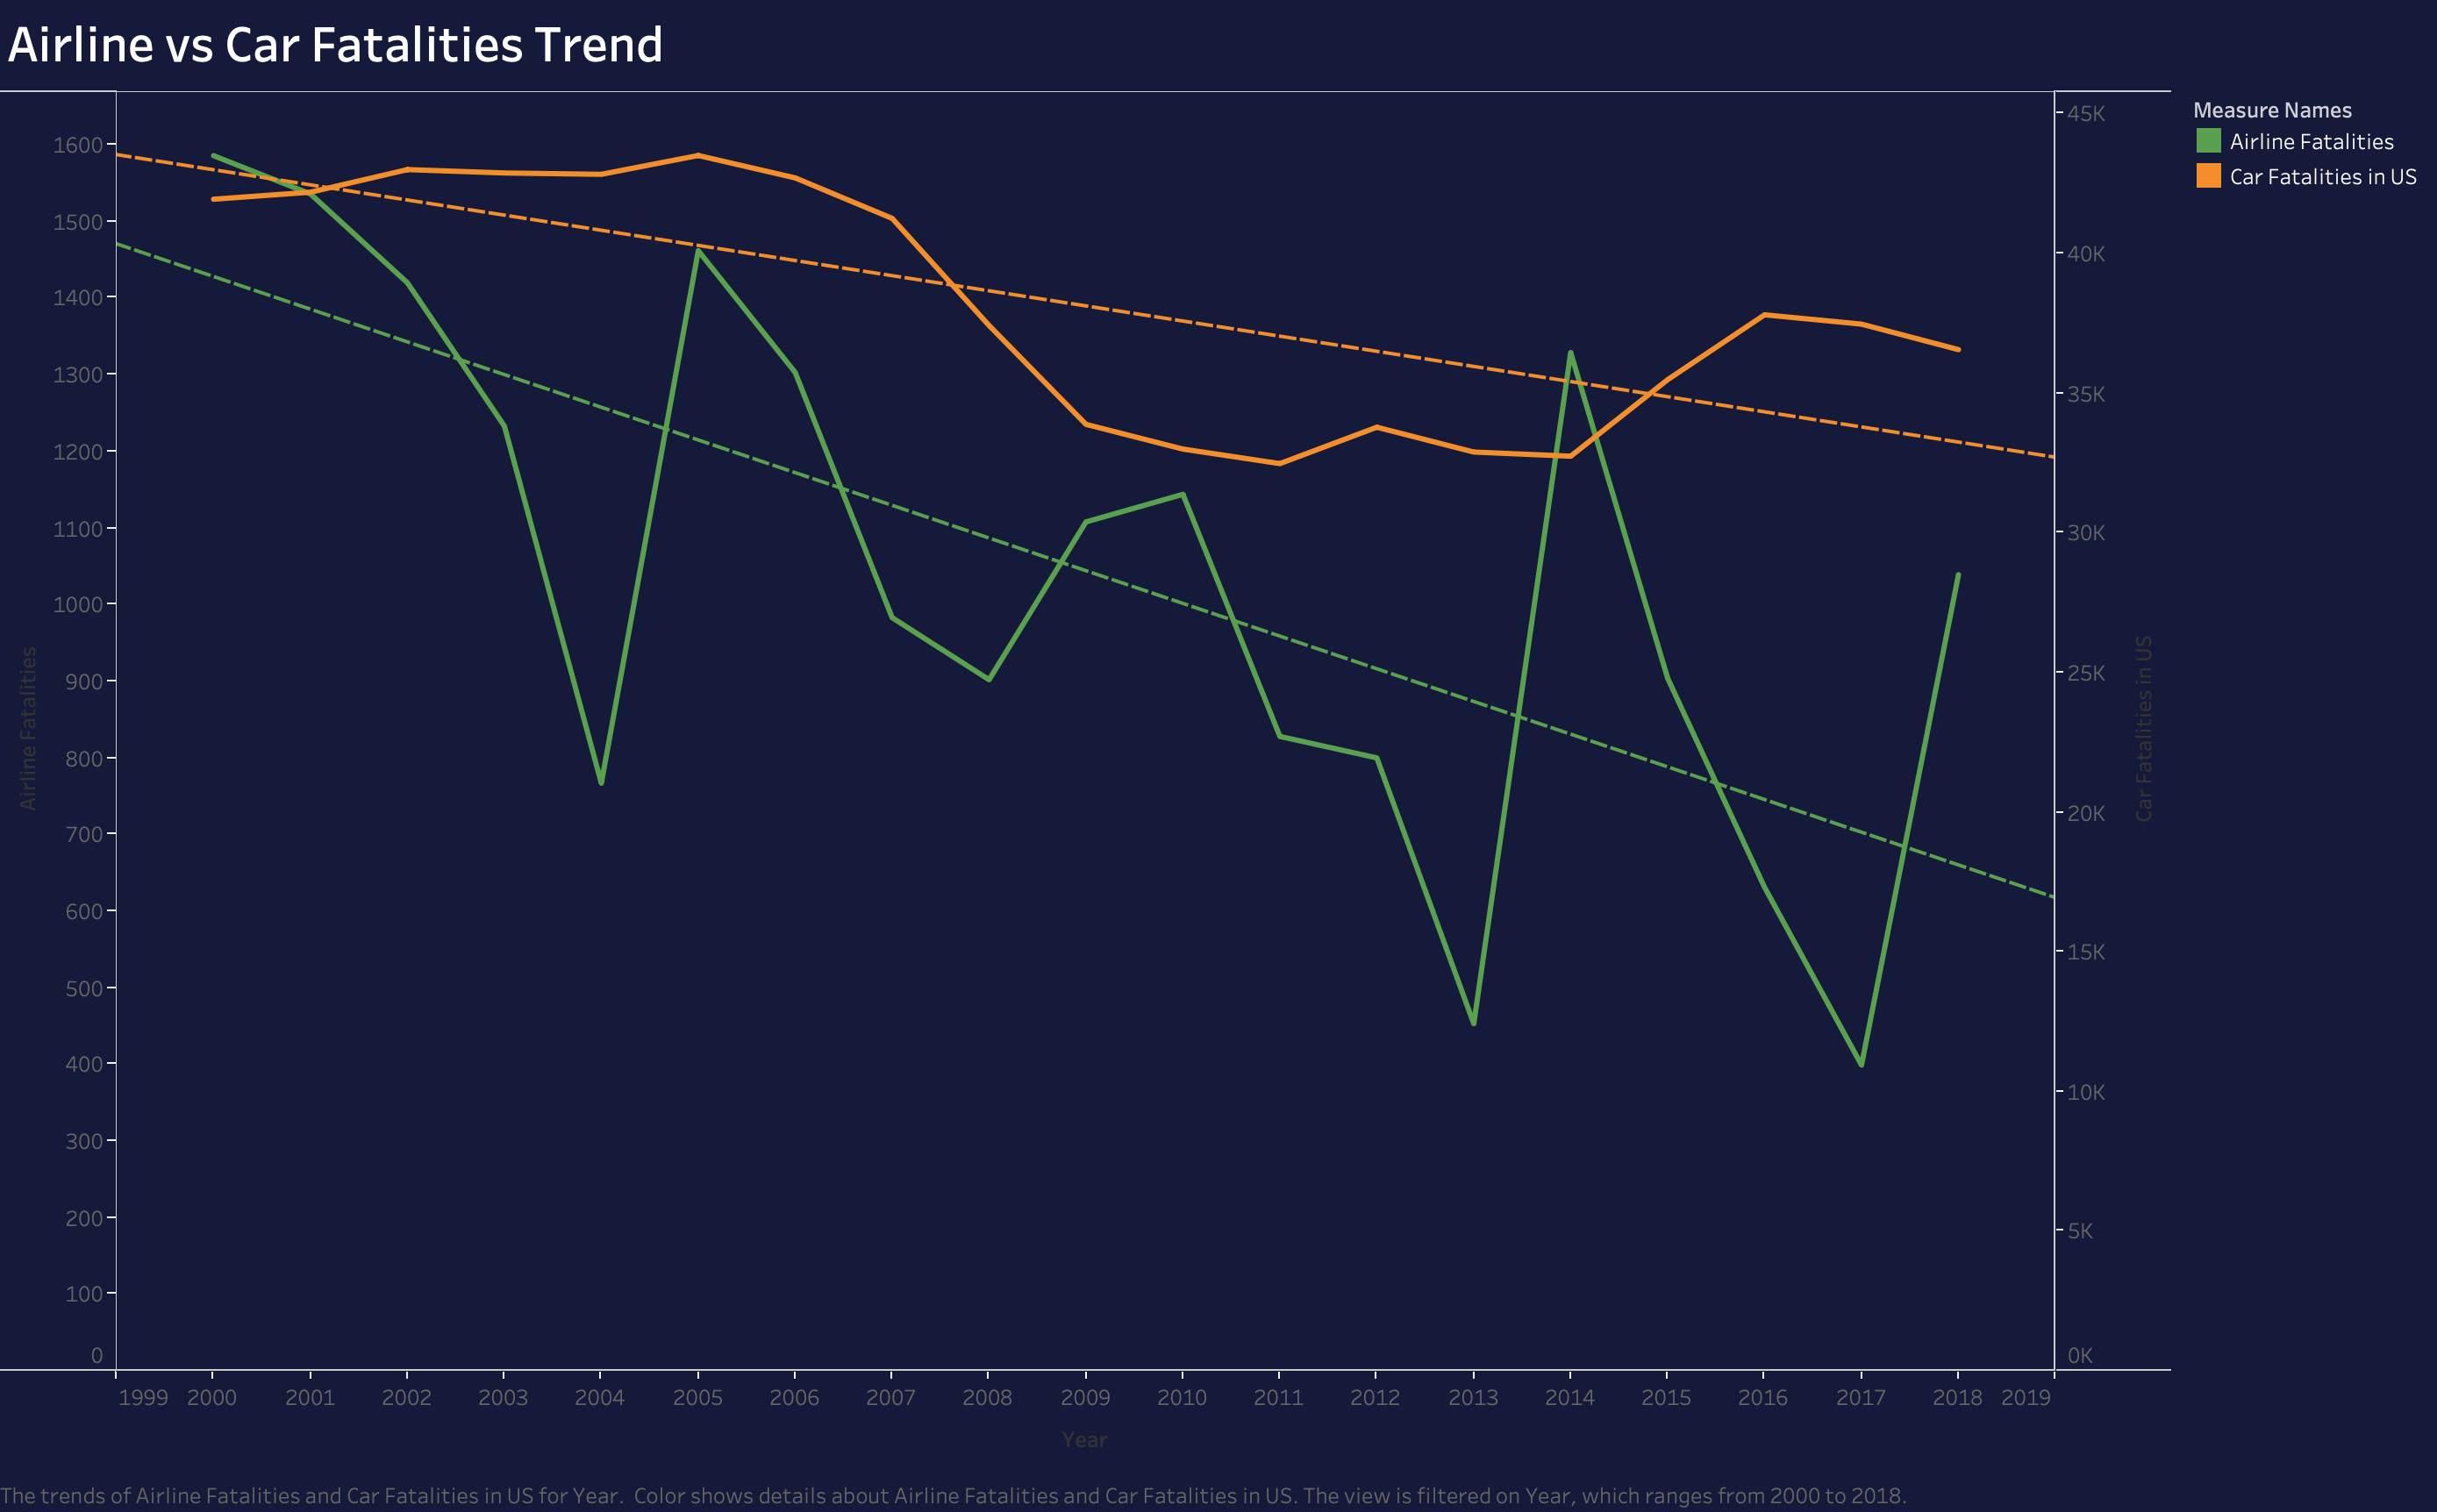 Airline vs Car Fatalities Trend
Measure Names
Airline Fatalities
Car Fatalities in US
1600
1500
1400
1300
1200
1100
1000
900
800
700
600
500
400
300
200
100
0
Airline Fatalities
45K
40K
35K
30K
25K
20K
15K
10K
5K
0K
Car Fatalities in US
1999 2000 2001 2002 2003 2004 2005 2006 2007 2008 2009 2010 2011 2012 2013 2014 2015 2016 2017 2018 2019
Year
The trends of Airline Fatalities and Car Fatalities in US for Year.  Color shows details about Airline Fatalities and Car Fatalities in US. The view is filtered on Year, which ranges from 2000 to 2018.